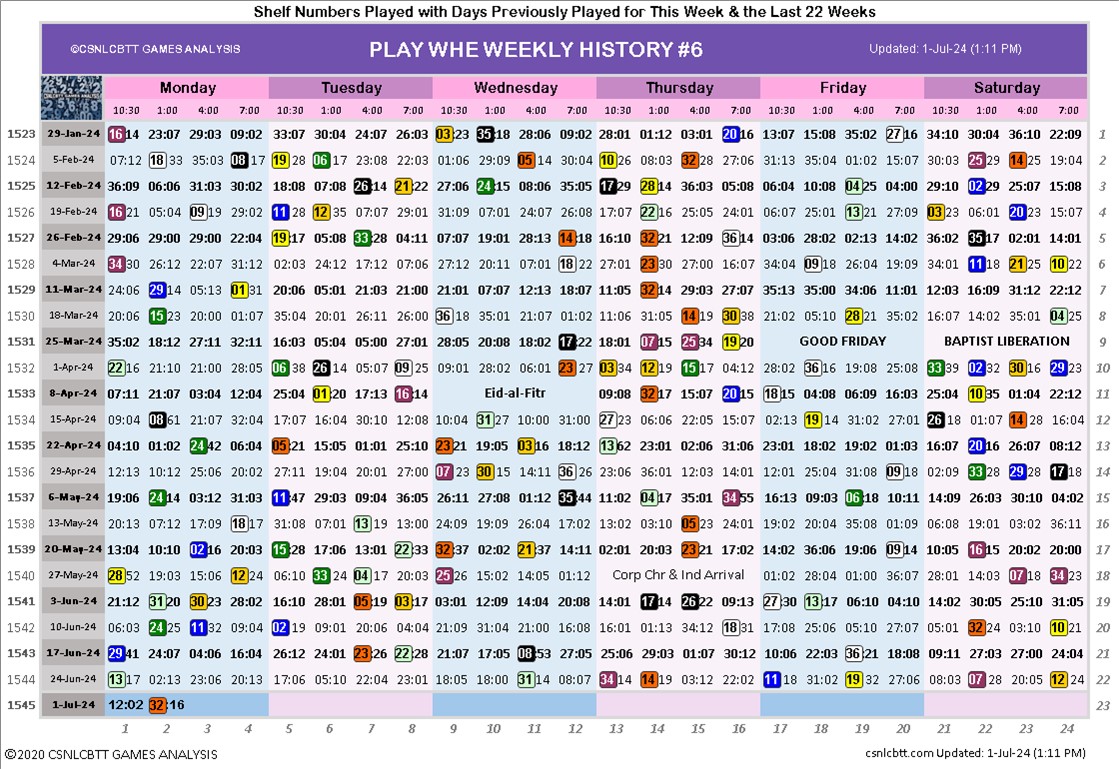 Shelf Numbers Played with Days Previously Played for This Week & the Last 22 Weeks
©CSNLCBTT GAMES ANALYSIS PLAY WHE WEEKLY HISTORY #6 Updated: 1-Jul-24 (1:11 PM)
Monday Tuesday Wednesday Thursday Friday Saturday
10:30 1:00 4:00 7:00 10:30 1:00 4:00 7:00 10:30 1:00 4:00 7:00 10:30 1:00 4:00 7:00 10:30 1:00 4:00 7:00 10:30 1:00 4:00 7:00
1523 29-Jan-24 16:14 23:07 29:03 09:02 33:07 30:04 24:07 26:03 03:23 35:18 28:06 09:02 28:01 01:12 03:01 20:16 13:07 15:08 35:02 27:16 34:10 30:04 36:10 22:09 1
1524 5-Feb-24 07:12 18:33 35:03 08:17 19:28 06:17 23:08 22:03 01:06 29:09 05:14 30:04 10:26 08:03 32:28 27:06 31:13 35:04 01:02 15:07 30:03 25:29 14:25 19:04 2
1525 12-Feb-24 36:09 06:06 31:03 30:02 18:08 07:08 26:14 21:22 27:06 24:15 08:06 35:05 17:29 28:14 36:03 05:08 06:04 10:08 04:25 04:00 29:10 02:29 25:07 15:08 3
1526 19-Feb-24 16:21 05:04 09:19 29:02 11:28 12:35 07:07 29:01 31:09 07:01 24:07 26:08 17:07 22:16 25:05 24:01 06:07 25:01 13:21 27:09 03:23 06:01 20:23 15:07 4
1527 26-Feb-24 29:06 29:00 29:00 22:04 19:17 05:08 33:28 04:11 07:07 19:01 28:13 14:18 16:10 32:21 12:09 36:14 03:06 28:02 02:13 14:02 36:02 35:17 02:01 14:01 5
1528 4-Mar-24 34:30 26:12 22:07 31:12 02:03 24:12 17:12 07:06 27:12 20:11 07:01 18:22 27:01 23:30 27:00 16:07 34:04 09:18 26:04 19:09 34:01 11:18 21:25 10:22 6
1529 11-Mar-24 24:06 29:14 05:13 01:31 20:06 05:01 23:03 21:00 21:01 07:07 12:13 18:07 11:05 32:14 29:03 27:07 35:13 35:00 34:06 11:01 12:03 16:09 31:12 22:12 7
1530 18-Mar-24 20:06 15:23 20:00 01:07 35:04 20:01 26:11 26:00 36:18 35:01 21:07 01:02 11:06 31:08 14:19 30:38 21:02 05:10 28:21 35:02 16:07 14:02 35:01 04:25 8
1531 25-Mar-24 35:02 18:12 27:11 32:11 16:03 05:04 05:00 27:01 28:05 20:08 18:02 17:22 18:01 07:15 25:34 19:20 GOOD FRIDAY BAPTIST LIBERATION 9
1532 1-Apr-24 22:16 21:10 21:00 28:05 06:38 26:14 05:07 09:25 09:01 28:02 06:01 23:27 03:34 12:19 15:17 04:12 28:02 36:16 19:08 28:01 33:39 02:32 30:16 29:23 10
1533 8-Apr-24 07:11 21:07 03:04 12:08 25:04 01:20 17:13 16:14 Eid-al-Fitr 09:08 32:17 15:07 20:15 18:15 04:08 06:09 16:03 25:04 10:35 01:04 22:12 11
1534 15-Apr-24 09:04 08:61 21:07 27:08 17:07 16:04 30:10 12:08 10:04 31:27 10:00 31:00 27:23 06:06 22:05 15:07 02:13 19:14 31:02 27:01 26:18 01:07 14:28 16:04 12
1535 22-Apr-24 04:10 01:02 24:42 06:04 05:21 15:05 01:01 25:10 23:21 19:05 03:16 18:12 13:62 23:01 02:06 31:06 23:01 18:02 19:02 01:03 16:07 20:16 26:07 08:12 13
1536 29-Apr-24 12:13 10:12 25:06 20:02 27:11 19:04 20:01 27:00 07:23 30:15 14:11 36:26 23:06 36:01 12:03 14:01 12:01 25:04 31:08 09:18 02:09 33:28 29:28 17:18 14
1537 6-May-24 19:06 24:14 03:12 31:03 11:47 29:03 09:04 36:05 26:11 27:08 01:12 35:44 11:02 04:17 35:01 34:55 16:13 09:03 06:18 10:11 14:09 26:03 30:10 04:02 15
1538 13-May-24 20:13 07:12 17:09 18:17 31:08 07:01 13:19 13:00 24:09 19:09 26:04 17:02 13:02 03:10 05:23 24:01 19:02 20:04 35:08 01:09 06:08 19:01 03:02 36:11 16
1539 20-May-24 13:04 10:10 02:16 20:03 15:28 17:06 13:01 22:33 32:37 02:02 21:37 14:11 02:01 20:03 23:21 17:02 14:02 36:06 19:06 09:14 10:05 16:15 20:02 20:00 17
1540 27-May-24 28:52 19:03 15:06 12:24 06:10 33:24 04:17 20:03 25:26 15:02 14:05 01:12 Corp Chr & Ind Arrival 01:02 28:04 01:00 36:07 28:01 14:03 07:18 34:23 18
1541 3-Jun-24 21:12 31:20 30:23 28:02 16:10 28:01 05:19 03:17 03:01 12:09 14:04 20:08 14:01 17:14 26:22 09:13 27:30 13:17 06:10 04:10 14:02 30:05 25:10 31:05 19
1542 10-Jun-24 06:03 24:25 11:32 09:04 02:19 09:01 20:06 04:04 21:09 31:04 21:00 16:08 16:01 01:13 34:12 18:31 17:08 25:06 05:10 09:07 05:01 32:24 03:10 10:21 20
1543 17-Jun-24 29:41 24:07 04:06 16:04 26:12 24:01 23:26 22:28 21:07 17:05 08:53 27:05 25:06 29:03 01:07 30:12 10:06 22:03 36:21 18:08 09:11 27:03 27:00 24:04 21
1544 24-Jun-24 13:17 02:13 23:06 20:13 17:06 05:10 22:04 23:01 18:05 18:00 31:14 08:07 34:14 14:19 03:12 22:02 11:18 31:02 19:32 27:06 08:03 07:28 20:05 12:24 22
1545 1-Jul-24 12:02 32:16 23
1 2 3 4 5 6 7 8 9 10 11 12 13 14 15 16 17 18 19 20 21 22 23 24
©2020 CSNLCBTT GAMES ANALYSIS csnlcbtt.com Updated: 1-Jul-24 (1:11 PM)